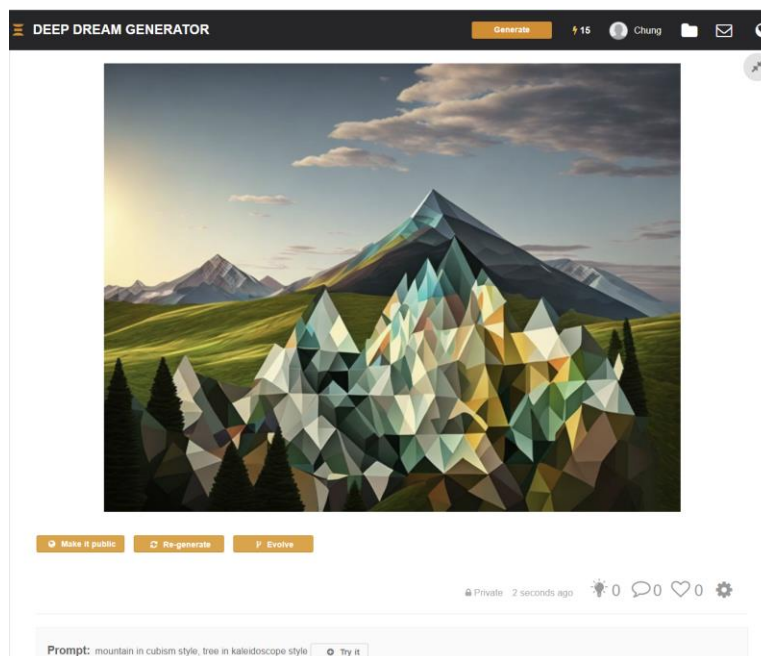 DEEP DREAM GENERATOR Generate 15 Chung
Make it public Re-generate Evolve
Private 2 seconds ago 0 0 0
Prompt: mountain in cubism style, tree in kaleidoscope style Try it